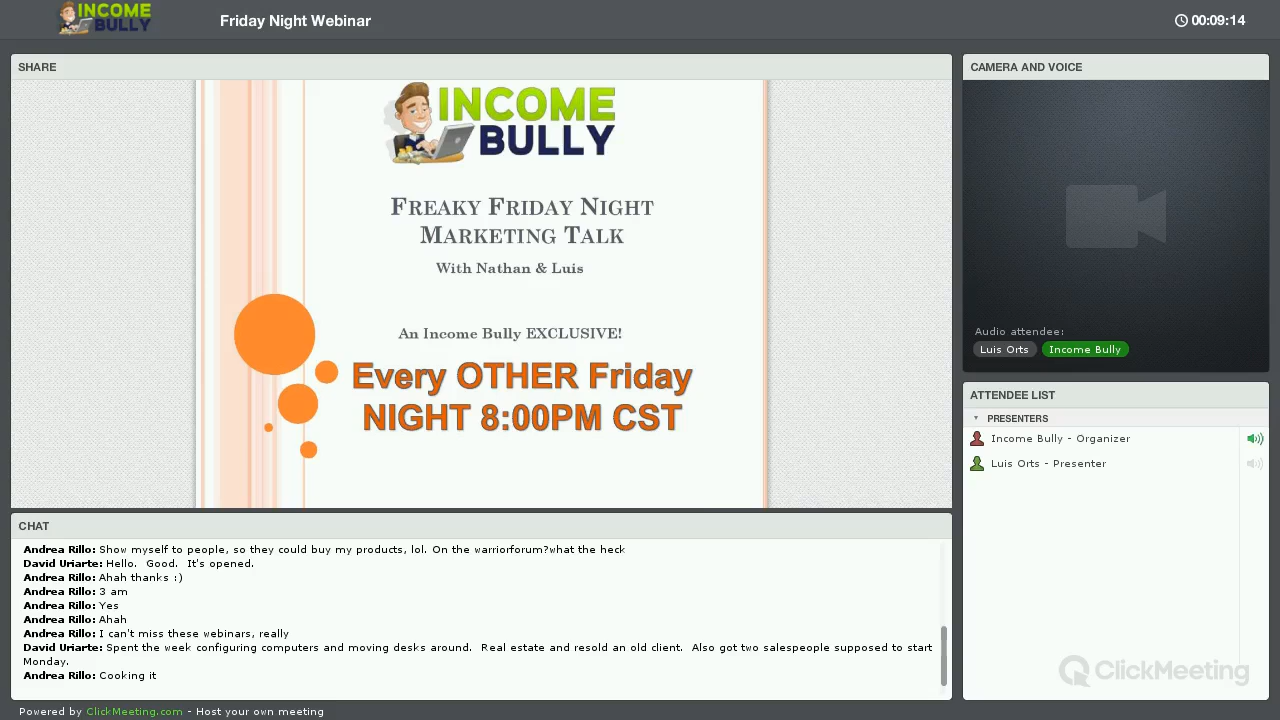 INCOME
BULLY
Friday Night Webinar
00:09:14
SHARE
INCOME
BULLY
Freaky Friday Night
Marketing Talk
With Nathan & Luis
An Income Bully EXCLUSIVE!
Every OTHER Friday
NIGHT 8:00PM CST
CAMERA AND VOICE
Audio attendee:
Luis Orts
Income Bully
ATTENDEE LIST
PRESENTERS
Income Bully - Organizer
Luis Orts - Presenter
CHAT
Andrea Rillo: Show myself to people, so they could buy my products, lol. On the warriorforum?what the heck
David Uriarte: Hello.  Good.  It's opened.
Andrea Rillo: Ahah thanks :)
Andrea Rillo: 3 am
Andrea Rillo: Yes
Andrea Rillo: Ahah
Andrea Rillo: I can't miss these webinars, really
David Uriarte: Spent the week configuring computers and moving desks around.  Real estate and resold an old client.  Also got two salespeople supposed to start
Monday.
Andrea Rillo: Cooking it
ClickMeeting
Powered by ClickMeeting.com - Host your own meeting